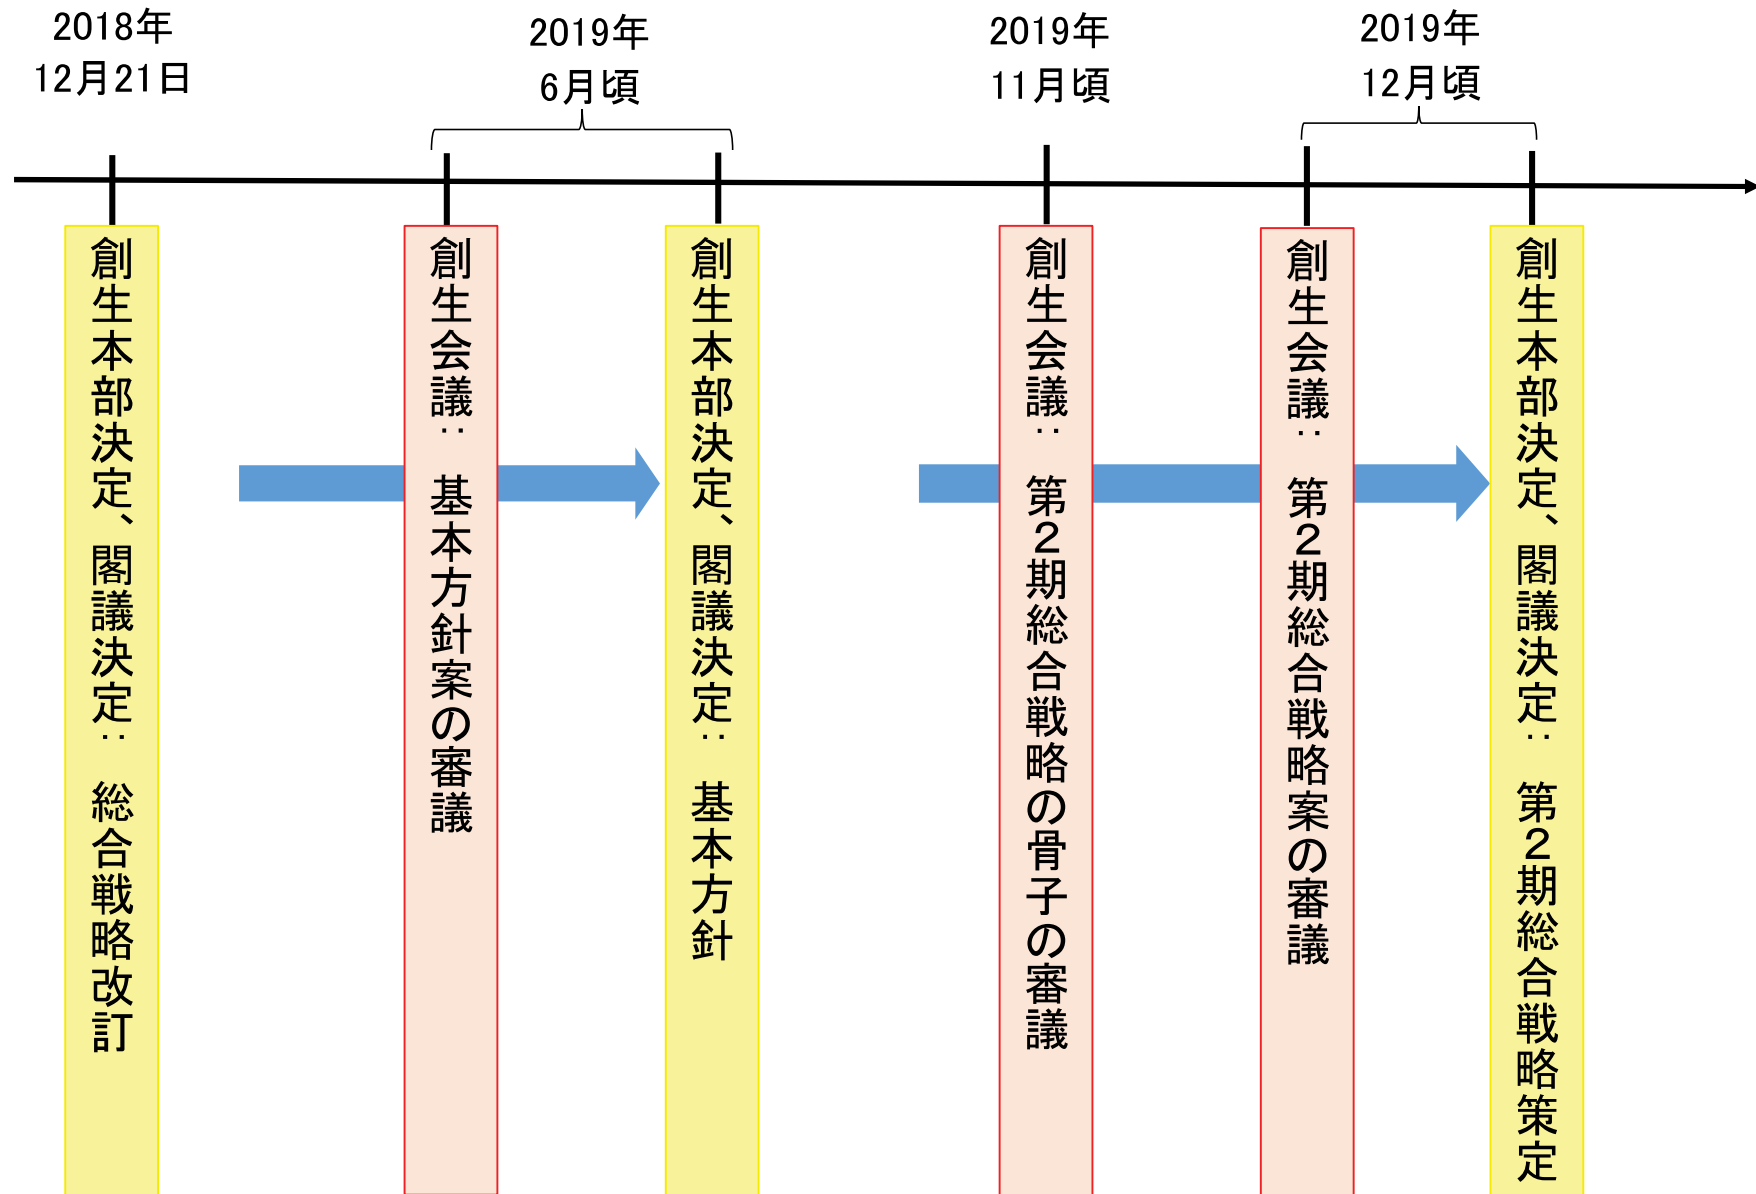 2018年
12月21日
2019年
6月頃
2019年
11月頃
2019年
12月頃
創生本部決定、閣議決定： 総合戦略改訂
創生会議： 基本方針案の審議
創生本部決定、閣議決定： 基本方針
創生会議： 第２期総合戦略の骨子の審議
創生会議： 第２期総合戦略案の審議
創生本部決定、閣議決定： 第２期総合戦略策定